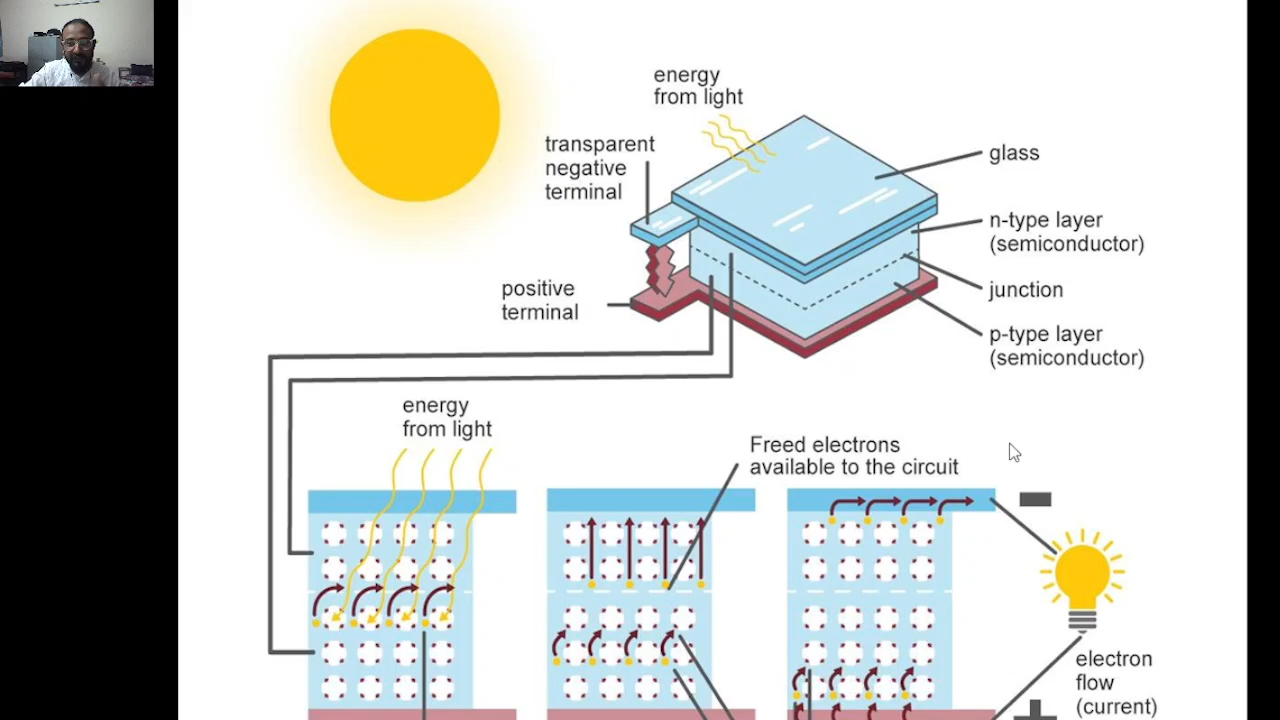 energy
from light
transparent
negative
terminal
glass
n-type layer
(semiconductor)
positive
terminal
junction
p-type layer
(semiconductor)
energy
from light
Freed electrons
available to the circuit
electron
flow
(current)